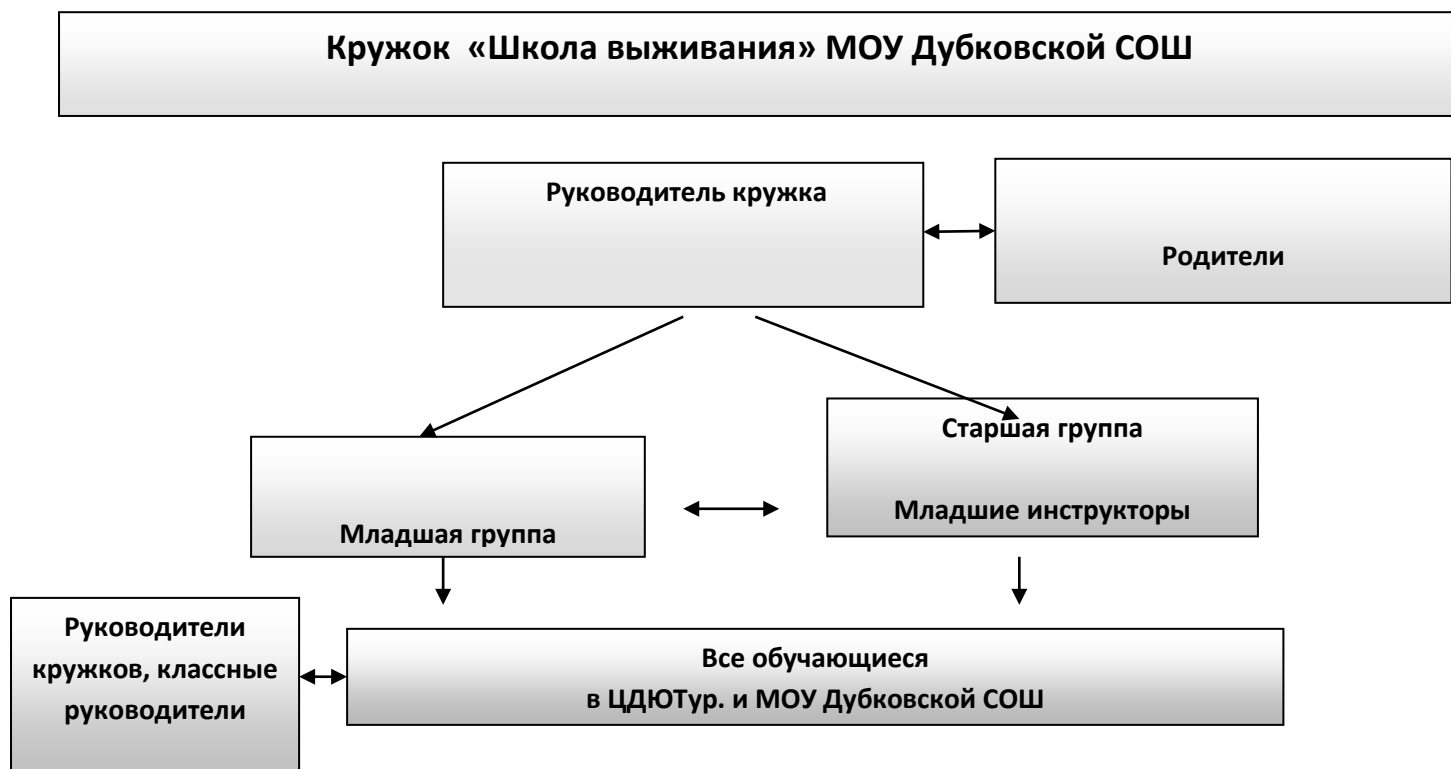 Кружок «Школа выживания» МОУ Дубковской СОШ
Руководитель кружка
Родители
Старшая группа
Младшие инструкторы
Младшая группа
Руководители
кружков, классные
руководители
Все обучающиеся
в ЦДЮТур. и МОУ Дубковской СОШ